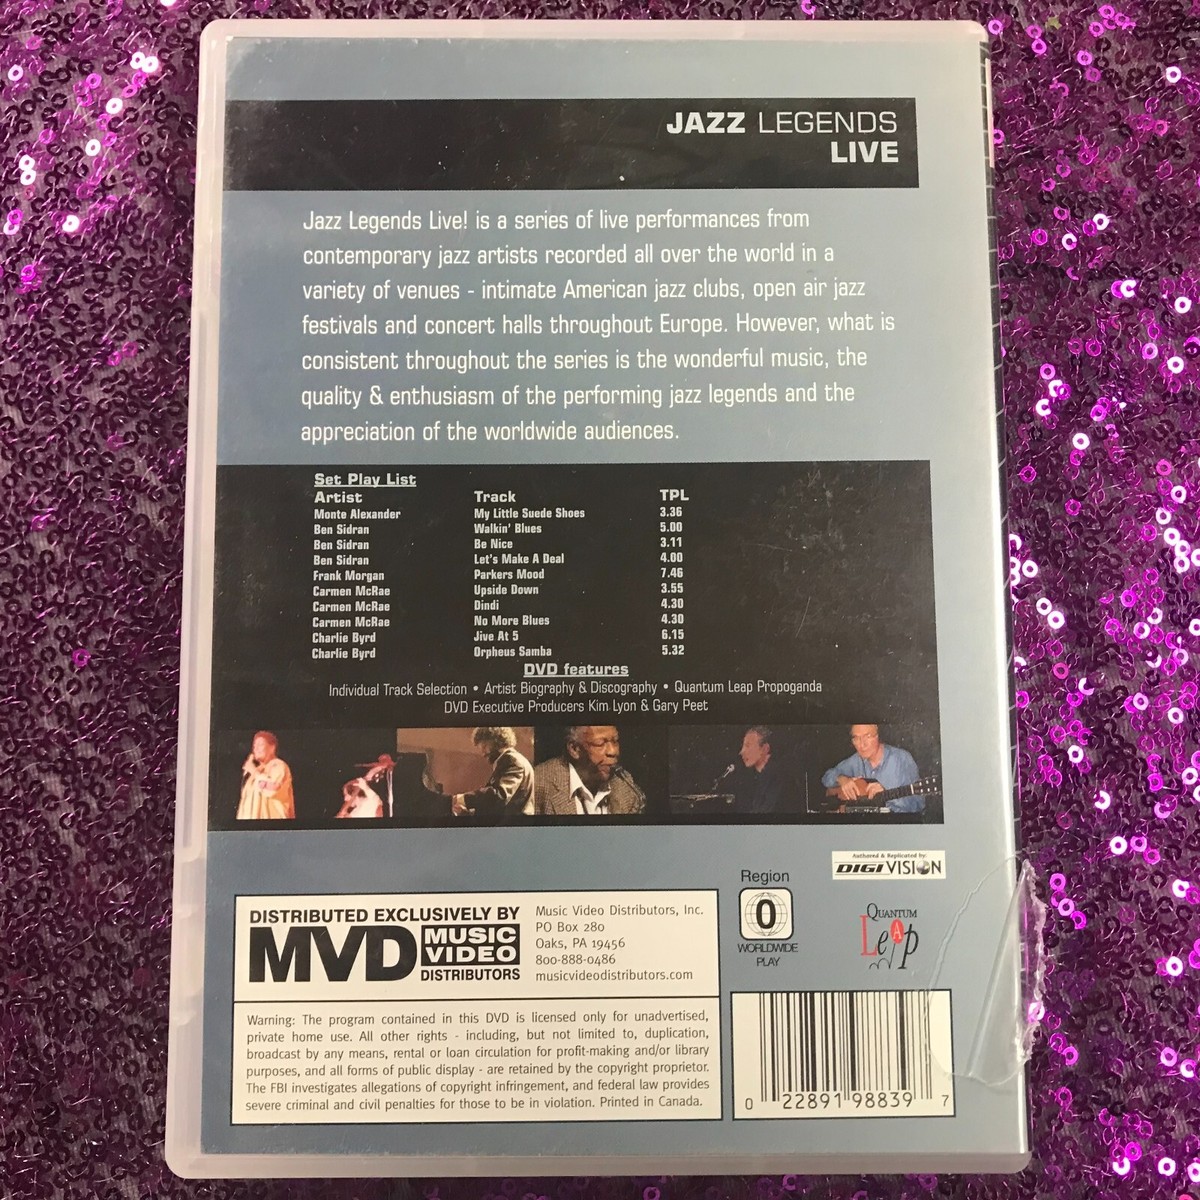 JAZZ LEGENDS
LIVE
Jazz Legends Live! is a series of live performances from
contemporary jazz artists recorded all over the world in a
variety of venues - intimate American jazz clubs, open air jazz
festivals and concert halls throughout Europe. However, what is
consistent throughout the series is the wonderful music, the
quality & enthusiasm of the performing jazz legends and the
appreciation of the worldwide audiences.
Set Play List
Artist Track TPL
Monte Alexander My Little Suede Shoes 3.36
Ben Sidran Walkin' Blues 5.00
Ben Sidran Be Nice 3.11
Ben Sidran Let's Make A Deal 4.00
Frank Morgan Parkers Mood 7.46
Carmen McRae Upside Down 3.55
Carmen McRae Dindi 4.30
Carmen McRae No More Blues 4.30
Charlie Byrd Jive At 5 6.15
Charlie Byrd Orpheus Samba 5.32
DVD features
Individual Track Selection • Artist Biography & Discography • Quantum Leap Propoganda
DVD Executive Producers Kim Lyon & Gary Peet
Authored & Replicated by:
DIGIVISION
Region
0
WORLDWIDE
PLAY
QUANTUM
LeAp
DISTRIBUTED EXCLUSIVELY BY
MVD MUSIC
VIDEO
DISTRIBUTORS
Music Video Distributors, Inc.
PO Box 280
Oaks, PA 19456
800-888-0486
musicvideodistributors.com
Warning: The program contained in this DVD is licensed only for unadvertised,
private home use. All other rights - including, but not limited to, duplication,
broadcast by any means, rental or loan circulation for profit-making and/or library
purposes, and all forms of public display - are retained by the copyright proprietor.
The FBI investigates allegations of copyright infringement, and federal law provides
severe criminal and civil penalties for those to be in violation. Printed in Canada.
0 22891 98839 7